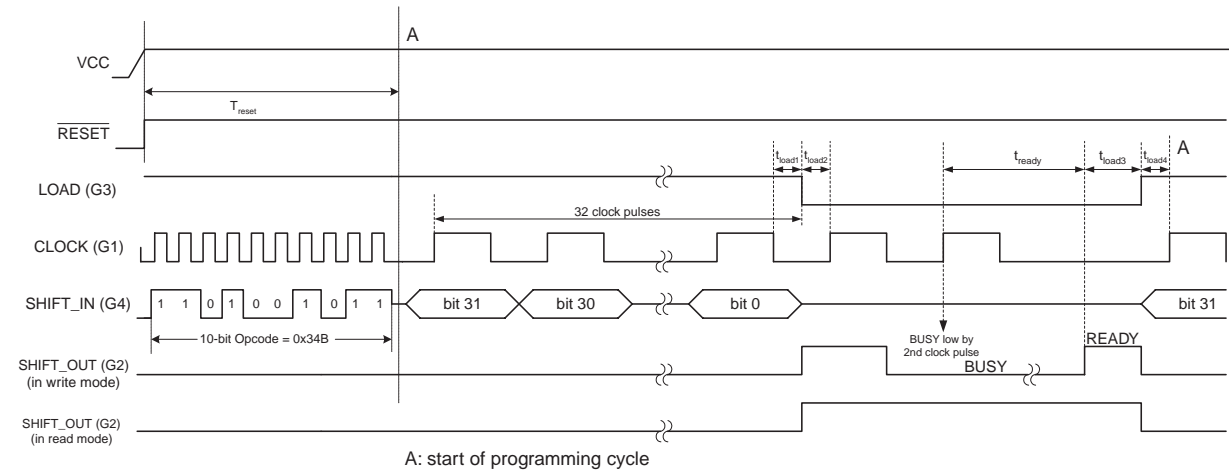 A
VCC
T_reset
RESET
t_load1 t_load2 t_ready t_load3 t_load4 A
LOAD (G3)
32 clock pulses
CLOCK (G1)
SHIFT_IN (G4) 1 1 0 1 0 0 1 0 1 1 bit 31 bit 30 bit 0 bit 31
10-bit Opcode = 0x34B
BUSY low by
2nd clock pulse
READY
SHIFT_OUT (G2)
(in write mode)
BUSY
SHIFT_OUT (G2)
(in read mode)
A: start of programming cycle